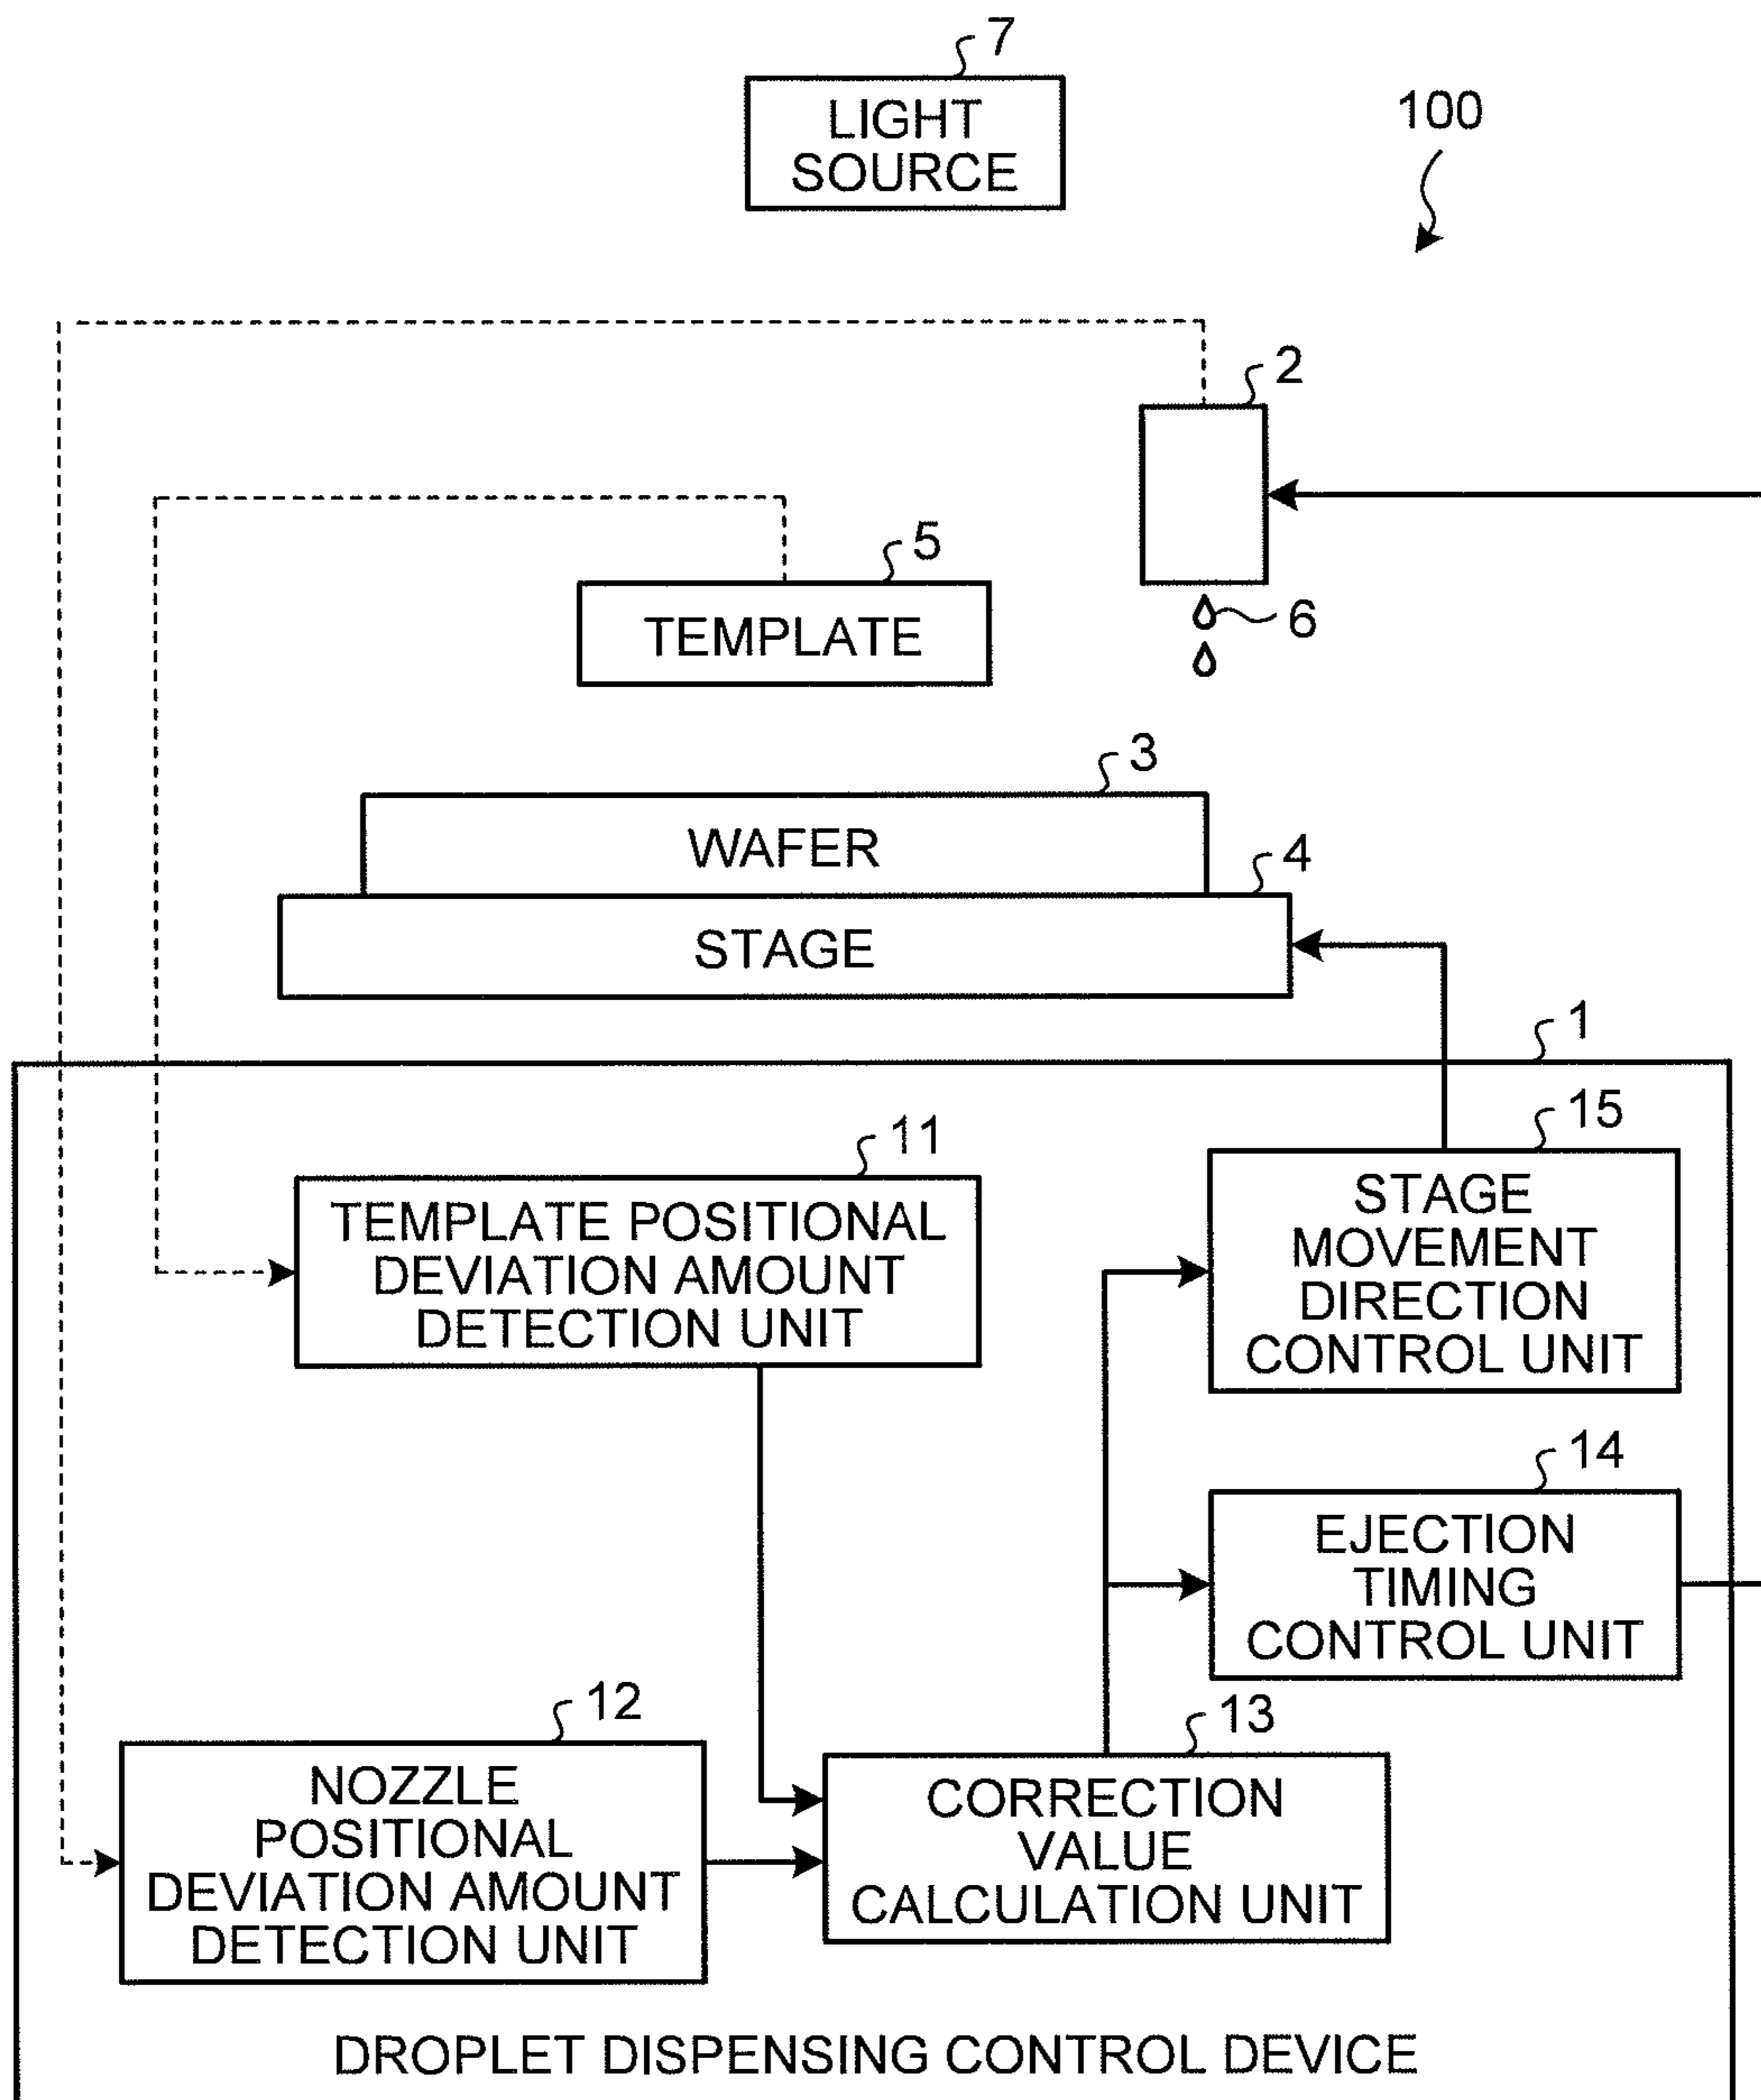 7
LIGHT
SOURCE
100
2
5
TEMPLATE
6
3
WAFER
4
STAGE
1
15
11
STAGE
MOVEMENT
DIRECTION
CONTROL UNIT
TEMPLATE POSITIONAL
DEVIATION AMOUNT
DETECTION UNIT
14
EJECTION
TIMING
CONTROL UNIT
12
NOZZLE
POSITIONAL
DEVIATION AMOUNT
DETECTION UNIT
13
CORRECTION
VALUE
CALCULATION UNIT
DROPLET DISPENSING CONTROL DEVICE